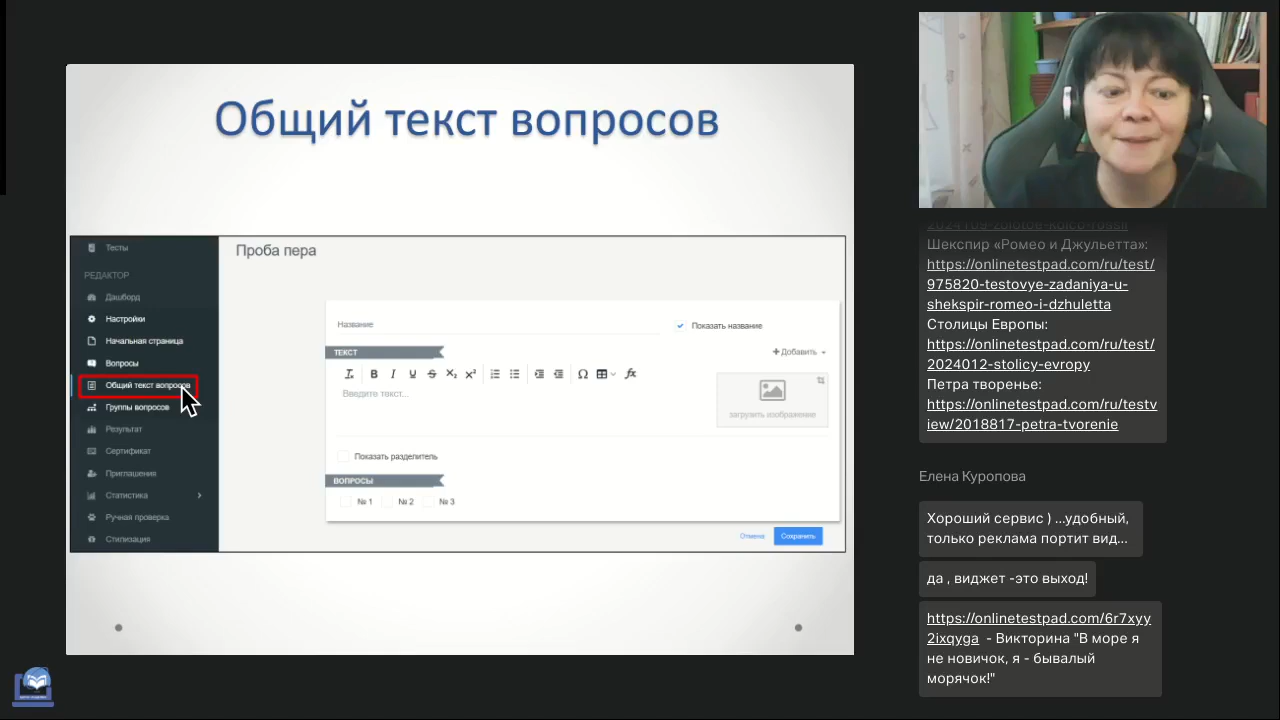 Общий текст вопросов
Тесты
РЕДАКТОР
Дашборд
Настройки
Начальная страница
Вопросы
Общий текст вопросов
Группы вопросов
Результат
Сертификат
Приглашения
Статистика
Ручная проверка
Стилизация
Проба пера
Название
Показать название
ТЕКСТ
Добавить
Введите текст...
загрузить изображение
Показать разделитель
ВОПРОСЫ
№ 1 № 2 № 3
Отмена Сохранить
Шекспир «Ромео и Джульетта»:
https://onlinetestpad.com/ru/test/
975820-testovye-zadaniya-u-
shekspir-romeo-i-dzhuletta
Столицы Европы:
https://onlinetestpad.com/ru/test/
2024012-stolicy-evropy
Петра творенье:
https://onlinetestpad.com/ru/testv
iew/2018817-petra-tvorenie
Елена Куропова
Хороший сервис ) ...удобный,
только реклама портит вид...
да , виджет -это выход!
https://onlinetestpad.com/6r7xyy
2ixqyga - Викторина "В море я
не новичок, я - бывалый
морячок!"